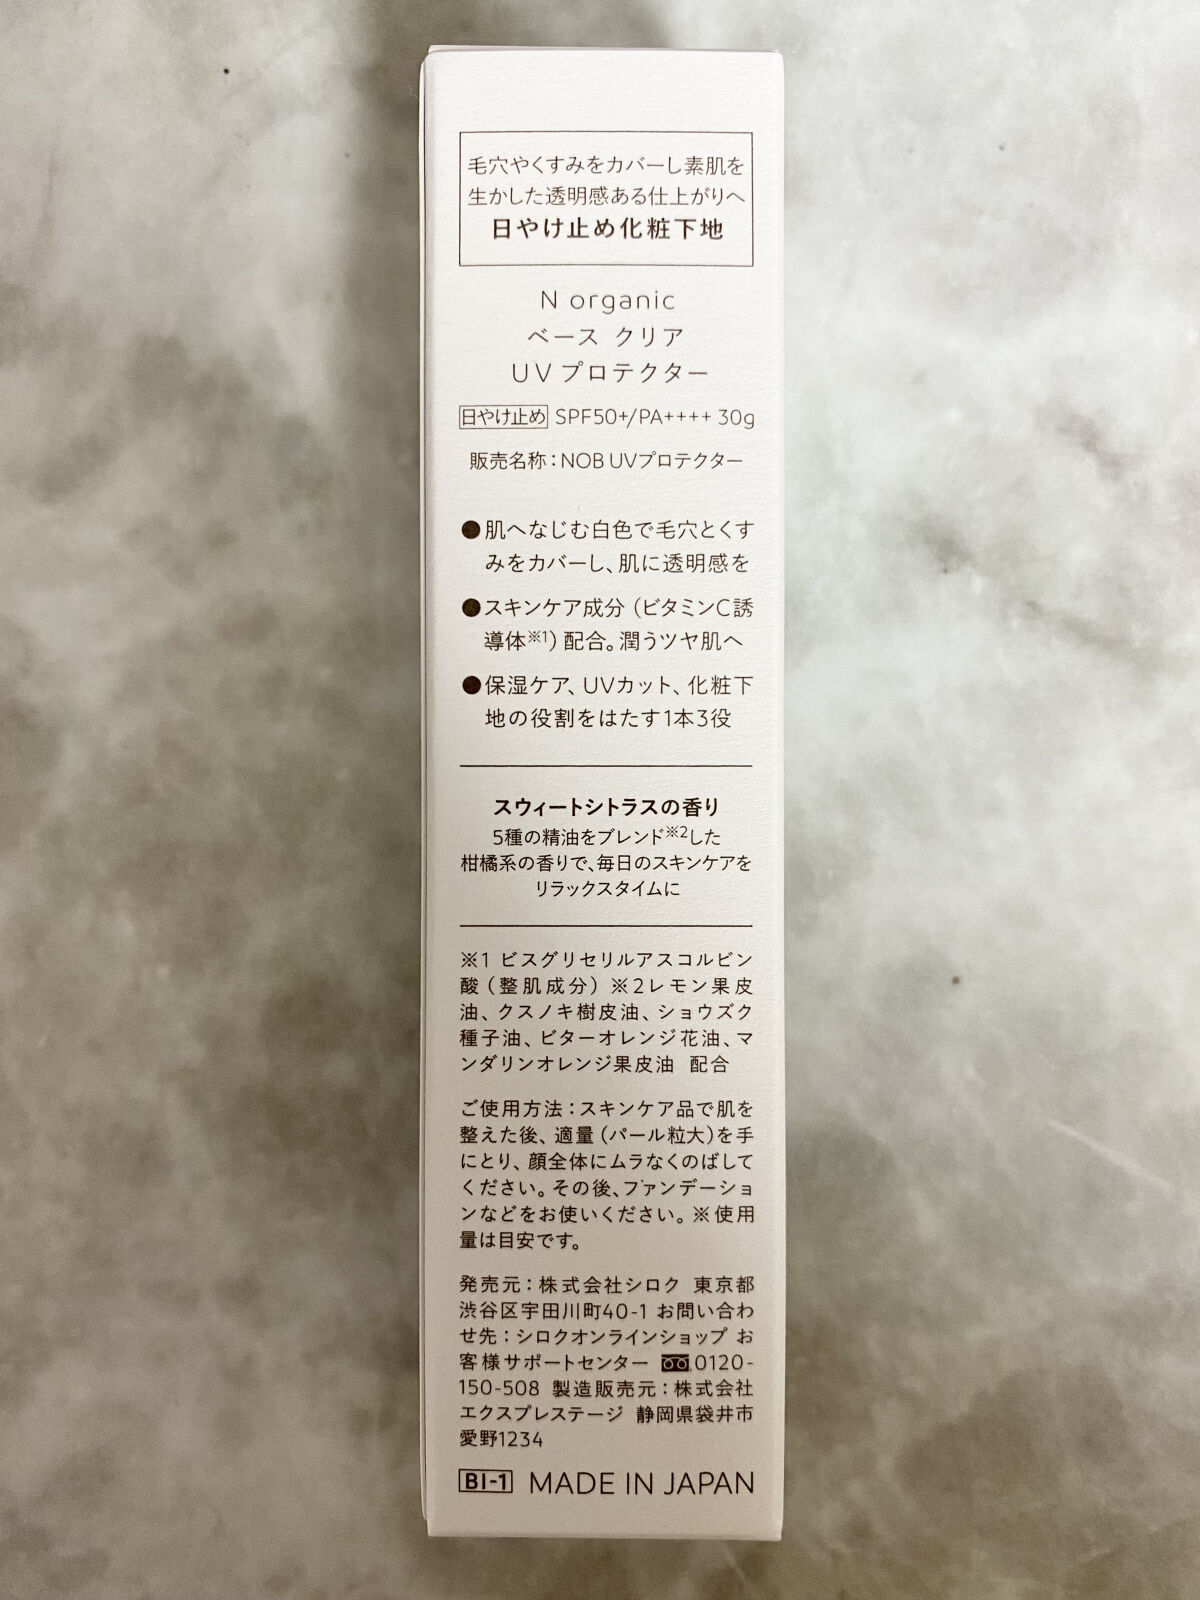 毛穴やくすみをカバーし素肌を
生かした透明感ある仕上がりへ
日やけ止め化粧下地
N organic
ベース クリア
UV プロテクター
日やけ止め SPF50+/PA++++ 30g
販売名称：NOB UVプロテクター
●肌へなじむ白色で毛穴とくす
みをカバーし、肌に透明感を
●スキンケア成分（ビタミンC誘
導体※1）配合。潤うツヤ肌へ
●保湿ケア、UVカット、化粧下
地の役割をはたす1本3役
スウィートシトラスの香り
5種の精油をブレンド※2した
柑橘系の香りで、毎日のスキンケアを
リラックスタイムに
※1 ビスグリセリルアスコルビン
酸（整肌成分）※2レモン果皮
油、クスノキ樹皮油、ショウズク
種子油、ビターオレンジ花油、マ
ンダリンオレンジ果皮油 配合
ご使用方法：スキンケア品で肌を
整えた後、適量（パール粒大）を手
にとり、顔全体にムラなくのばして
ください。その後、ファンデーショ
ンなどをお使いください。※使用
量は目安です。
発売元：株式会社シロク 東京都
渋谷区宇田川町40-1 お問い合わ
せ先：シロクオンラインショップ お
客様サポートセンター 0120-
150-508 製造販売元：株式会社
エクスプレステージ 静岡県袋井市
愛野1234
BI-1 MADE IN JAPAN